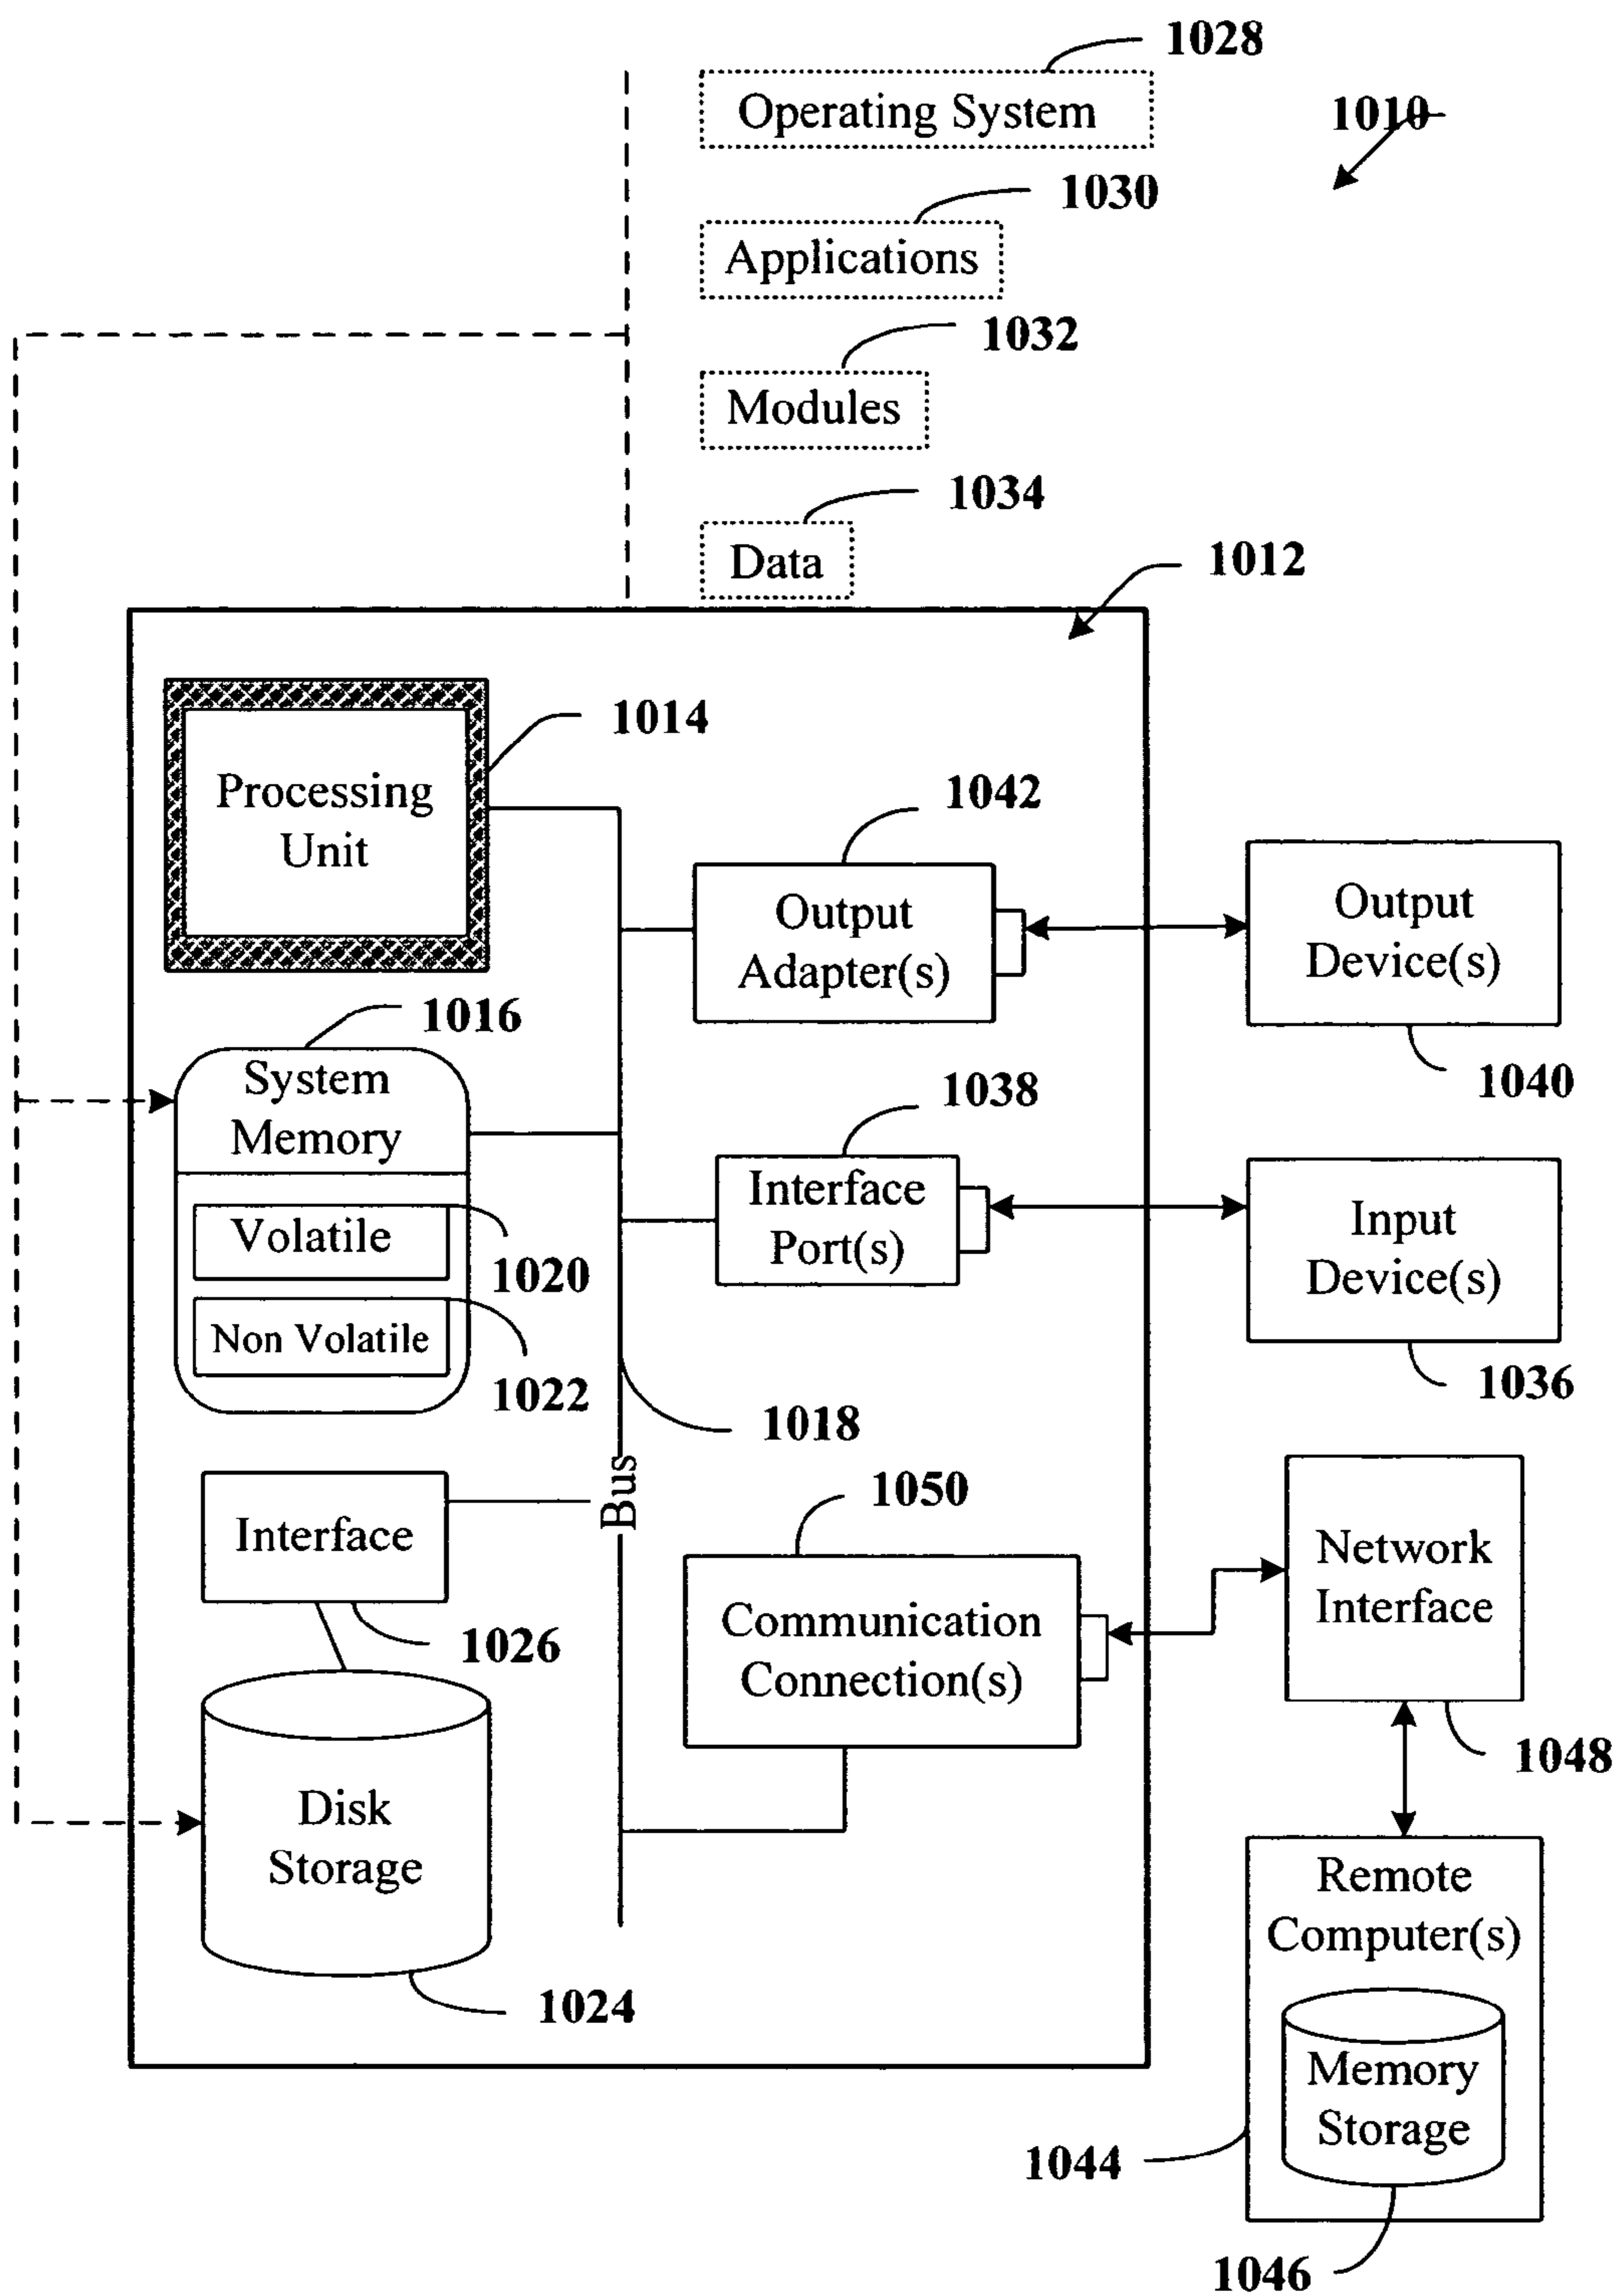 1028
Operating System
1010
1030
Applications
1032
Modules
1034
Data
1012
1014
Processing
Unit
1042
Output
Adapter(s)
Output
Device(s)
1040
1016
System
Memory
1038
Interface
Port(s)
Input
Device(s)
1036
Volatile
1020
Non Volatile
1022
1018
Bus
Interface
1026
1050
Communication
Connection(s)
Network
Interface
1048
Disk
Storage
1024
Remote
Computer(s)
Memory
Storage
1044
1046